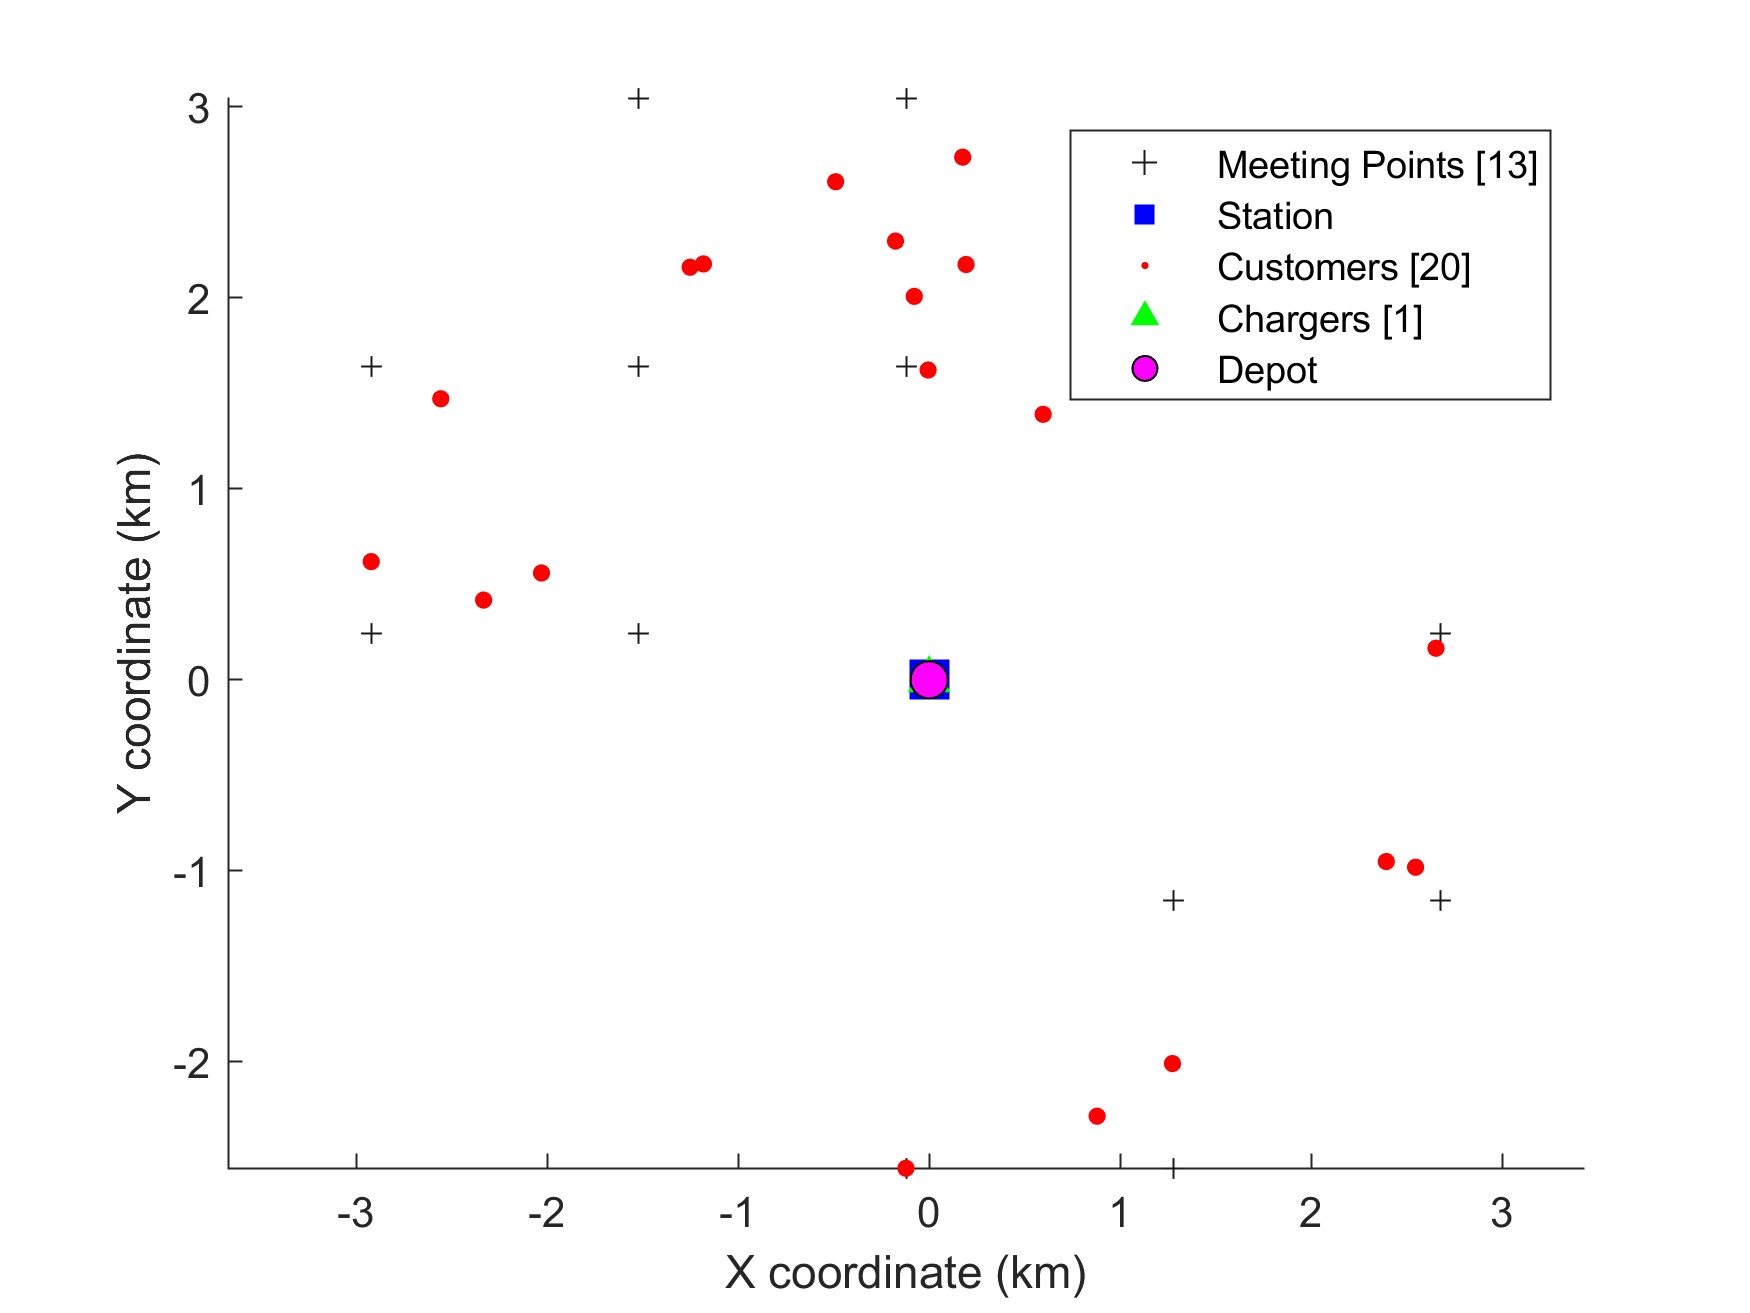 3
2
1
0
-1
-2
Y coordinate (km)
Meeting Points [13]
Station
Customers [20]
Chargers [1]
Depot
-3
-2
-1
0
1
2
3
X coordinate (km)